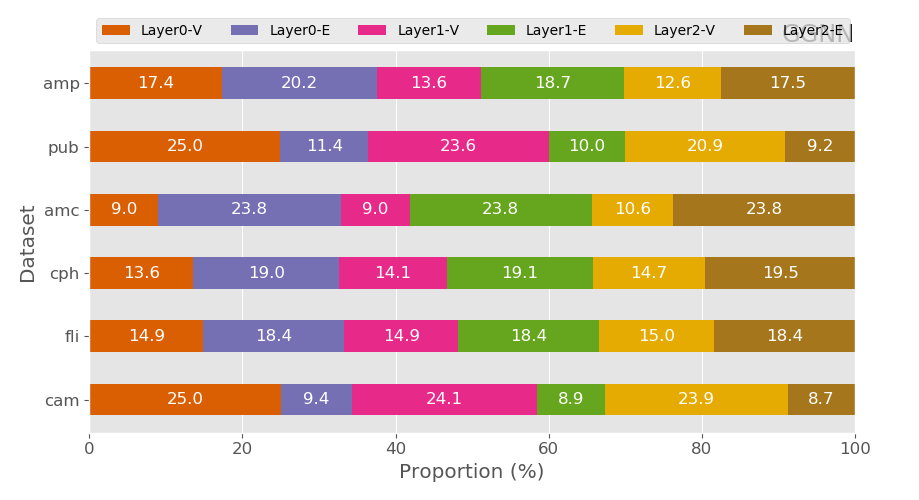 GGNN
Layer0-V Layer0-E Layer1-V Layer1-E Layer2-V Layer2-E
amp 17.4 20.2 13.6 18.7 12.6 17.5
pub 25.0 11.4 23.6 10.0 20.9 9.2
amc 9.0 23.8 9.0 23.8 10.6 23.8
cph 13.6 19.0 14.1 19.1 14.7 19.5
fli 14.9 18.4 14.9 18.4 15.0 18.4
cam 25.0 9.4 24.1 8.9 23.9 8.7
Dataset
0 20 40 60 80 100
Proportion (%)